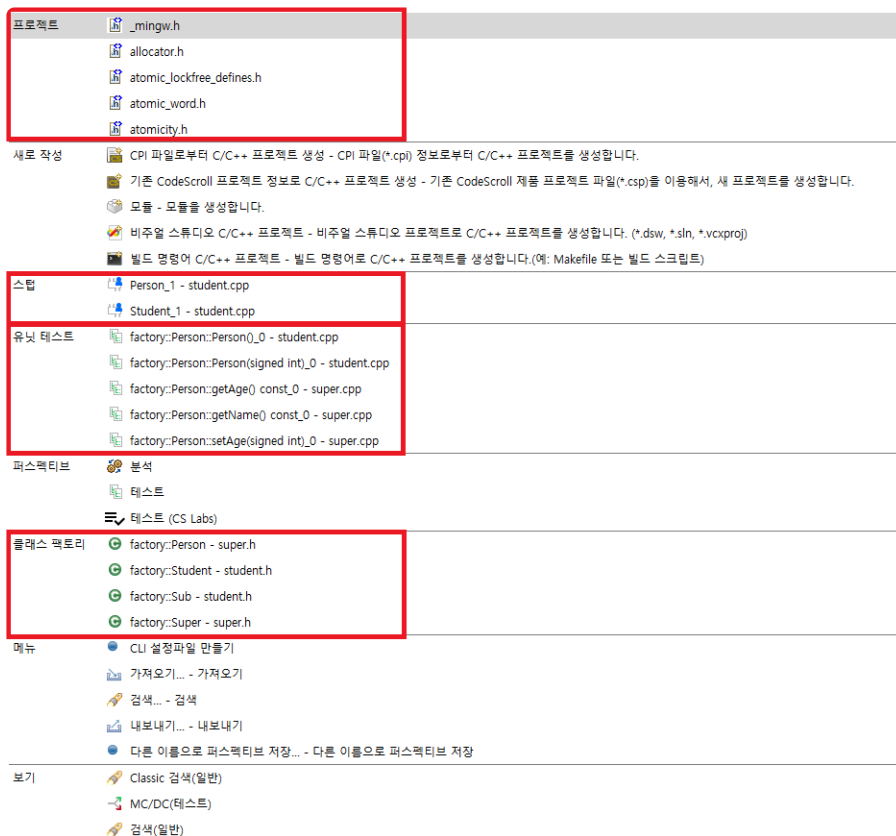 프로젝트 _mingw.h
allocator.h
atomic_lockfree_defines.h
atomic_word.h
atomicity.h
새로 작성 CPI 파일로부터 C/C++ 프로젝트 생성 - CPI 파일(*.cpi) 정보로부터 C/C++ 프로젝트를 생성합니다.
기존 CodeScroll 프로젝트 정보로 C/C++ 프로젝트 생성 - 기존 CodeScroll 제품 프로젝트 파일(*.csp)을 이용해서, 새 프로젝트를 생성합니다.
모듈 - 모듈을 생성합니다.
비주얼 스튜디오 C/C++ 프로젝트 - 비주얼 스튜디오 프로젝트로 C/C++ 프로젝트를 생성합니다. (*.dsw, *.sln, *.vcxproj)
빌드 명령어 C/C++ 프로젝트 - 빌드 명령어로 C/C++ 프로젝트를 생성합니다.(예: Makefile 또는 빌드 스크립트)
스텁 Person_1 - student.cpp
Student_1 - student.cpp
유닛 테스트 factory::Person::Person()_0 - student.cpp
factory::Person::Person(signed int)_0 - student.cpp
factory::Person::getAge() const_0 - super.cpp
factory::Person::getName() const_0 - super.cpp
factory::Person::setAge(signed int)_0 - super.cpp
퍼스펙티브 분석
테스트
테스트 (CS Labs)
클래스 팩토리 factory::Person - super.h
factory::Student - student.h
factory::Sub - student.h
factory::Super - super.h
메뉴 CLI 설정파일 만들기
가져오기... - 가져오기
검색... - 검색
내보내기... - 내보내기
다른 이름으로 퍼스펙티브 저장... - 다른 이름으로 퍼스펙티브 저장
보기 Classic 검색(일반)
MC/DC(테스트)
검색(일반)